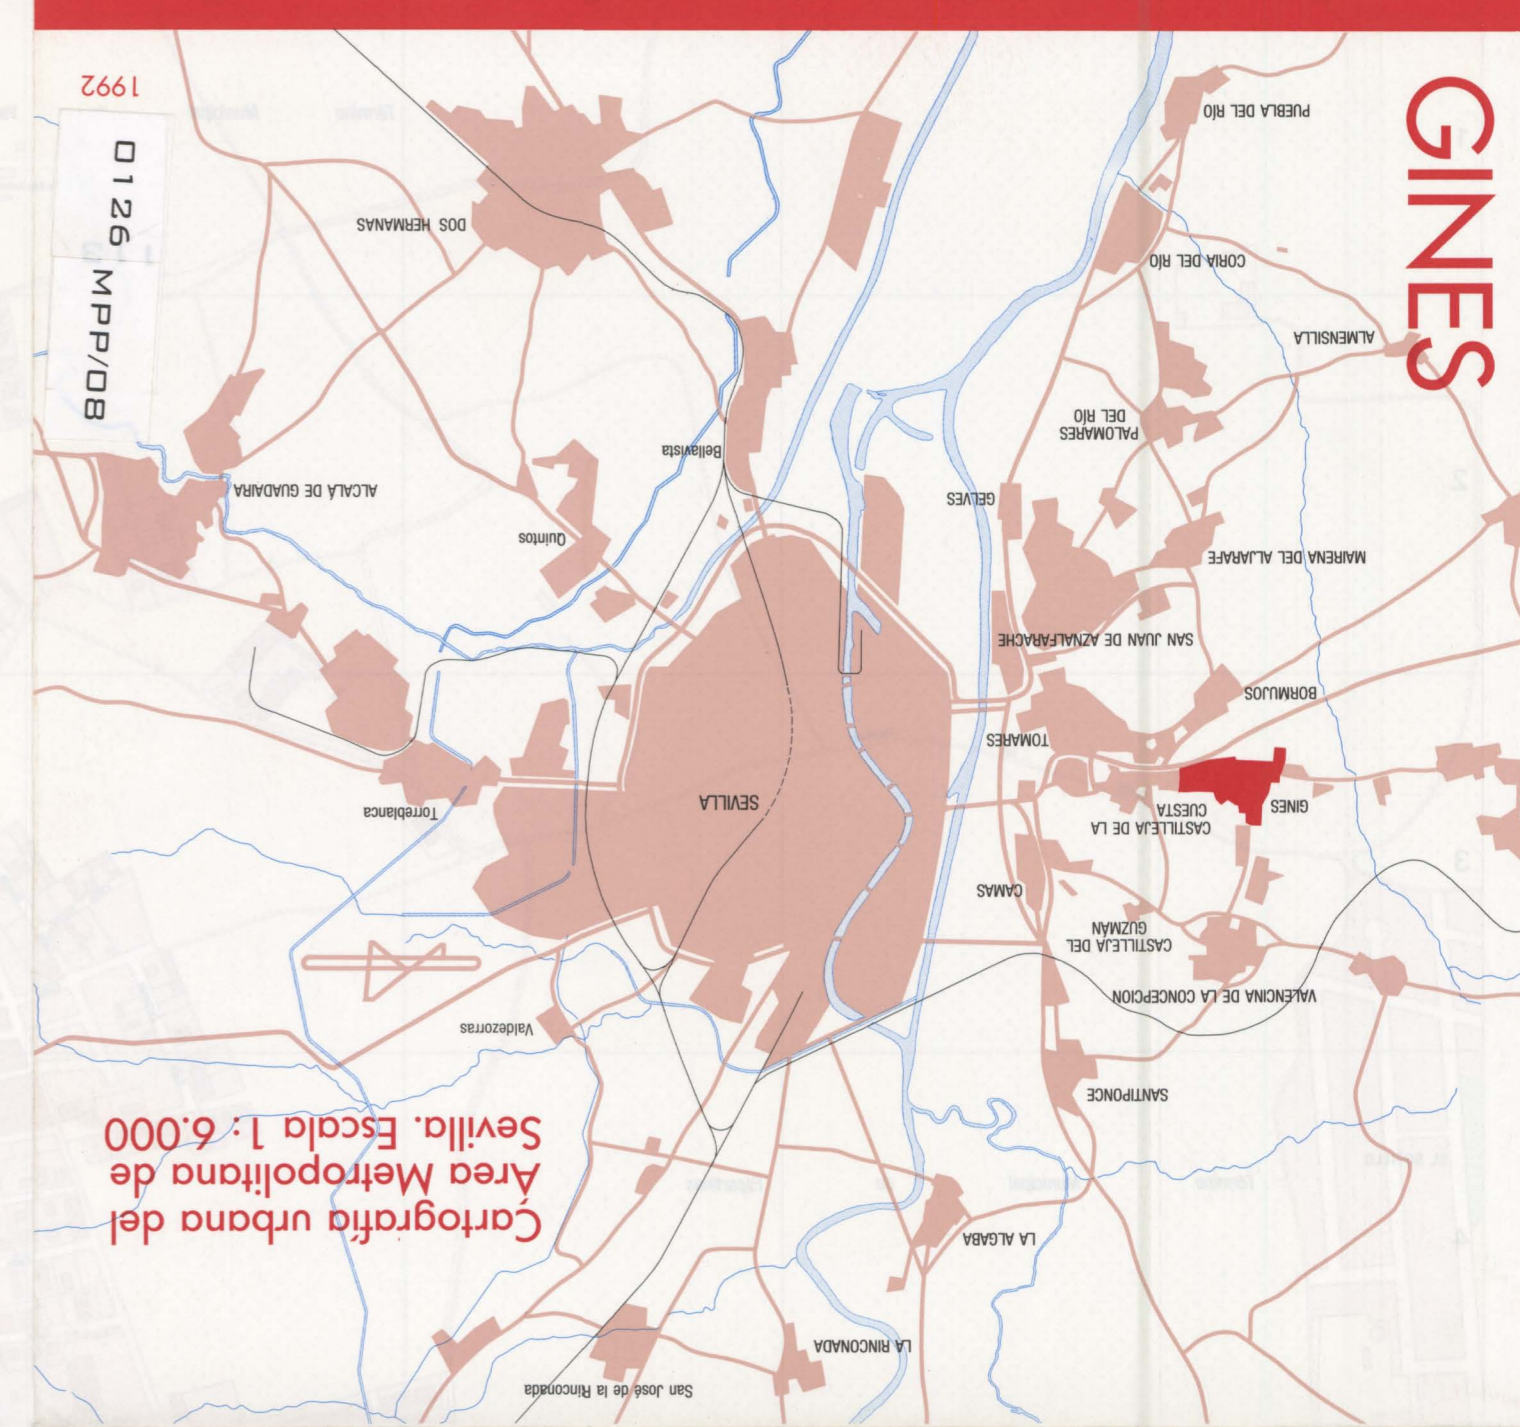 GINES
Cartografía urbana del
Área Metropolitana de
Sevilla. Escala 1: 6.000
San José de la Rinconada
LA RINCONADA
LA ALGABA
SANTIPONCE
Valdezorras
VALENCINA DE LA CONCEPCION
CASTILLEJA DEL
GUZMÁN
CAMAS
CASTILLEJA DE LA
CUESTA
GINES
Torreblanca
SEVILLA
TOMARES
BORMUJOS
SAN JUAN DE AZNALFARACHE
MAIRENA DEL ALJARAFE
Quintos
GELVES
ALCALÁ DE GUADAIRA
Bellavista
PALOMARES
DEL RÍO
ALMENSILLA
CORIA DEL RÍO
DOS HERMANAS
PUEBLA DEL RÍO
1992
0126 MPP/08